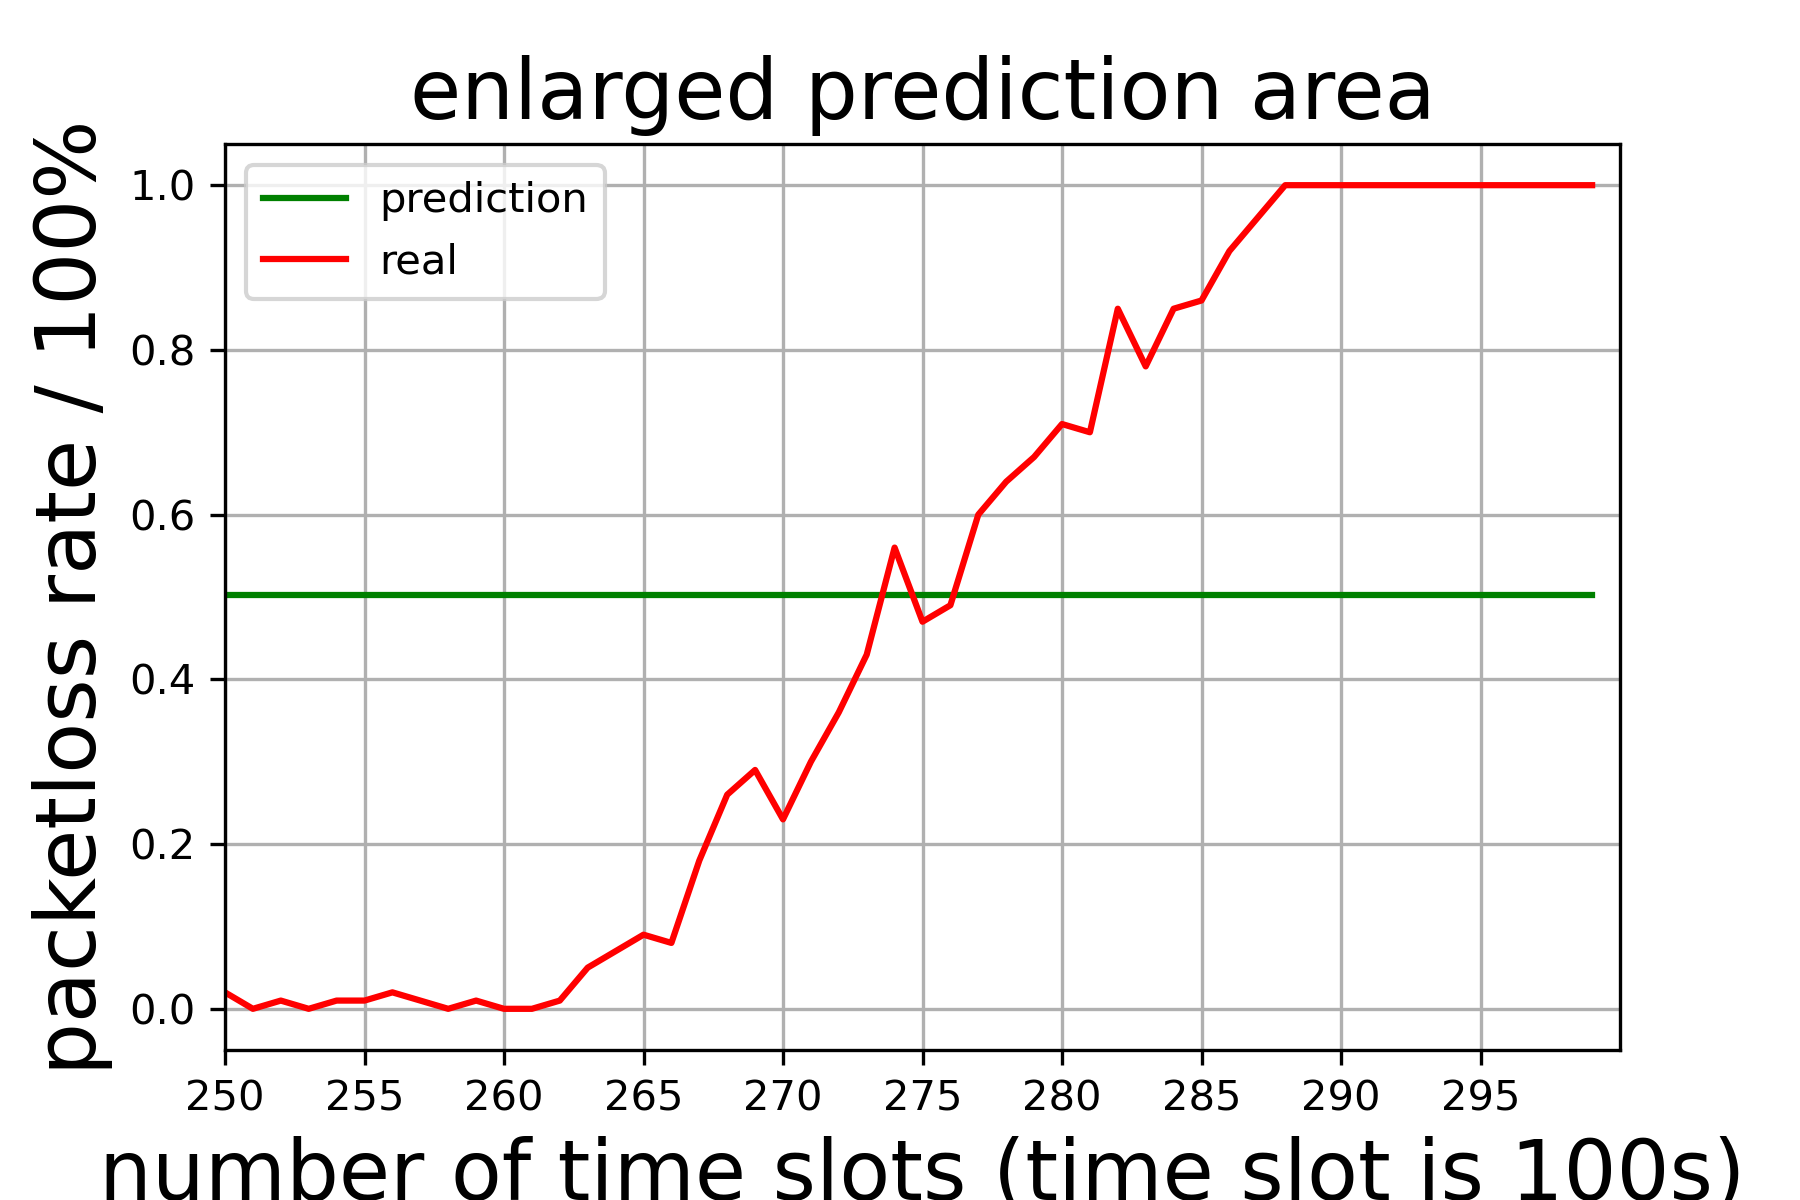 enlarged prediction area
packetloss rate / 100%
1.0
0.8
0.6
0.4
0.2
0.0
prediction
real
250 255 260 265 270 275 280 285 290 295
number of time slots (time slot is 100s)